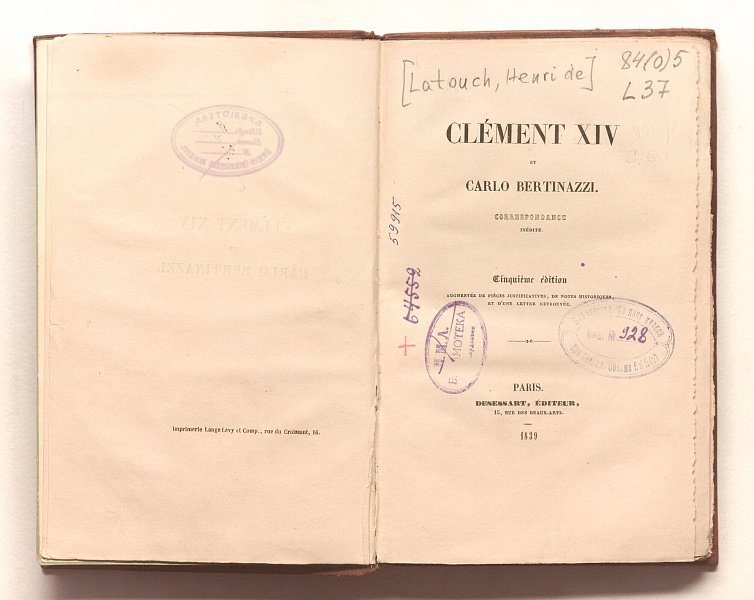 Imprimerie Lange Lévy et Comp., rue du Croissant, 16.
[Latouch, Henri de]
84(0)5
L37
CLÉMENT XIV
ET
CARLO BERTINAZZI.
CORRESPONDANCE
INÉDITE.
Cinquième édition
AUGMENTÉE DE PIÈCES JUSTIFICATIVES, DE NOTES HISTORIQUES,
ET D'UNE LETTRE RETROUVÉE.
PARIS.
DESESSART, ÉDITEUR,
15, RUE DES BEAUX-ARTS.
1839
59915
+ 64552
928